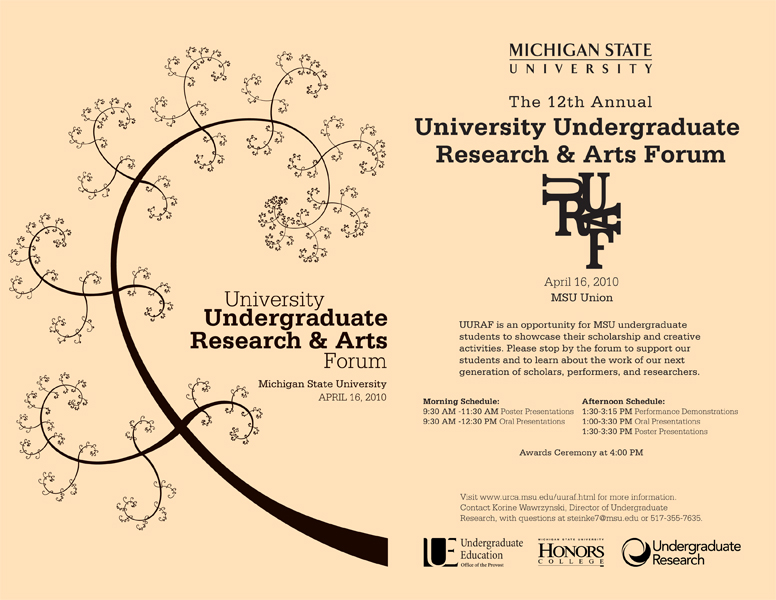 University
Undergraduate
Research & Arts
Forum
Michigan State University
APRIL 16, 2010
MICHIGAN STATE
UNIVERSITY
The 12th Annual
University Undergraduate
Research & Arts Forum
UURAF
April 16, 2010
MSU Union
UURAF is an opportunity for MSU undergraduate
students to showcase their scholarship and creative
activities. Please stop by the forum to support our
students and to learn about the work of our next
generation of scholars, performers, and researchers.
Morning Schedule:
9:30 AM -11:30 AM Poster Presentations
9:30 AM -12:30 PM Oral Presentations
Afternoon Schedule:
1:30-3:15 PM Performance Demonstrations
1:00-3:30 PM Oral Presentations
1:30-3:30 PM Poster Presentations
Awards Ceremony at 4:00 PM
Visit www.urca.msu.edu/uuraf.html for more information.
Contact Korine Wawrzynski, Director of Undergraduate
Research, with questions at steinke7@msu.edu or 517-355-7635.
UE
Undergraduate
Education
Office of the Provost
MICHIGAN STATE UNIVERSITY
HONORS
COLLEGE
Undergraduate
Research